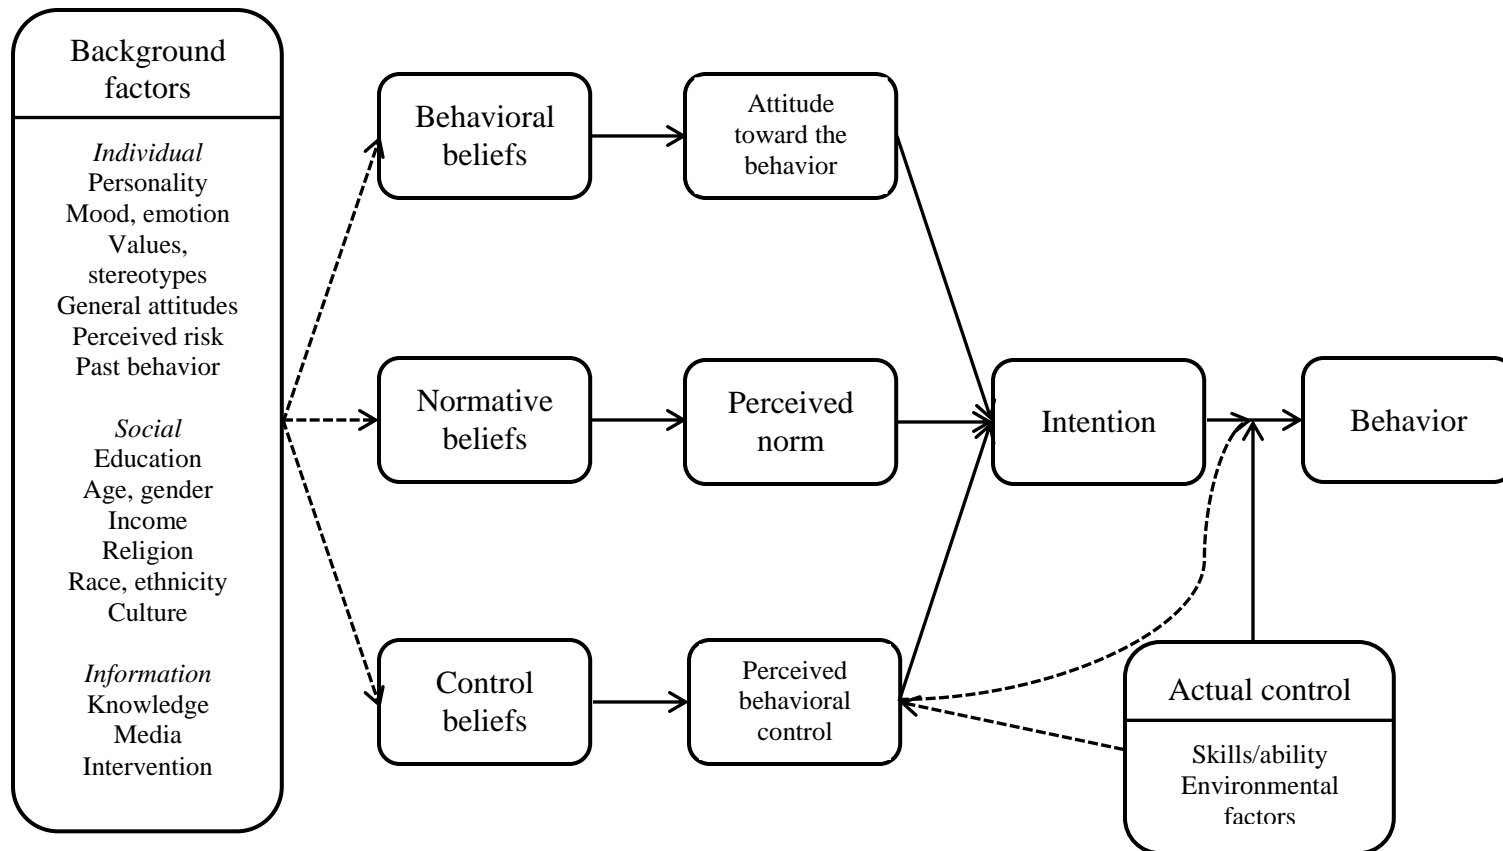 Background
factors
Individual
Personality
Mood, emotion
Values,
stereotypes
General attitudes
Perceived risk
Past behavior
Social
Education
Age, gender
Income
Religion
Race, ethnicity
Culture
Information
Knowledge
Media
Intervention
Behavioral
beliefs
Attitude
toward the
behavior
Normative
beliefs
Perceived
norm
Intention
Behavior
Control
beliefs
Perceived
behavioral
control
Actual control
Skills/ability
Environmental
factors